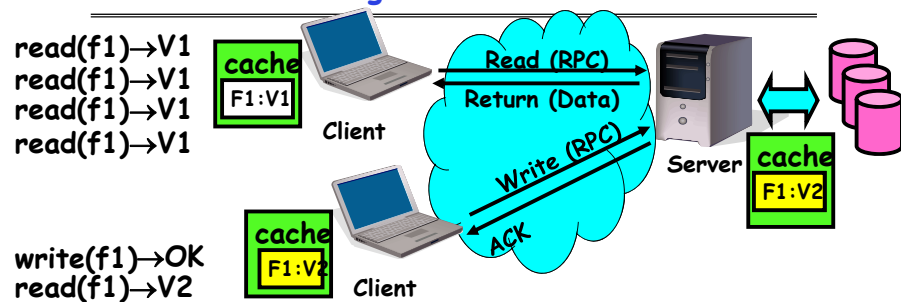 read(f1)→V1
read(f1)→V1
read(f1)→V1
read(f1)→V1
cache
F1:V1
Client
Read (RPC)
Return (Data)
Write (RPC)
ACK
Server
cache
F1:V2
cache
F1:V2
Client
write(f1)→OK
read(f1)→V2